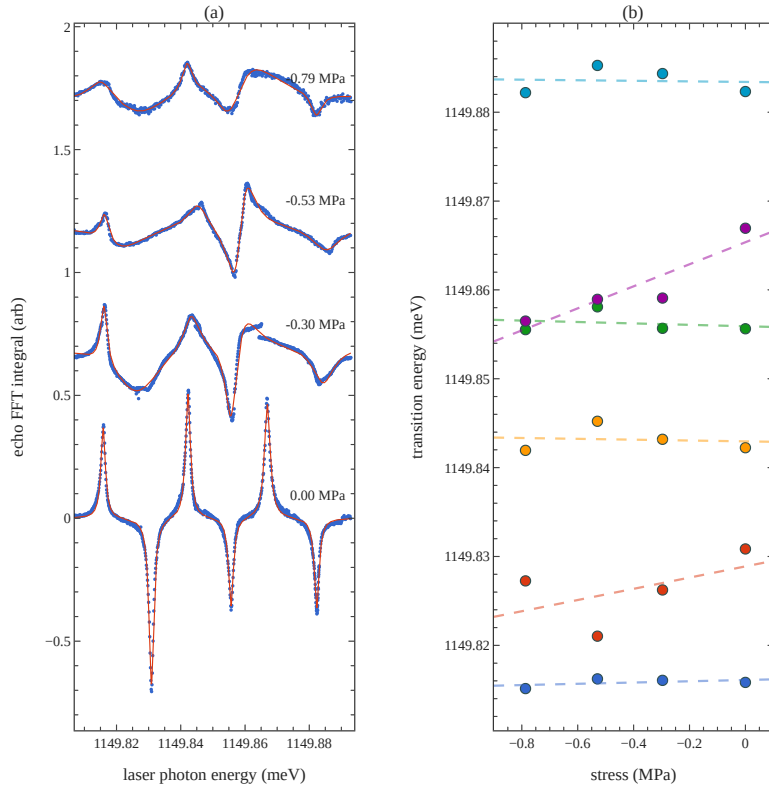 (a)
2
1.5
1
0.5
0
−0.5
echo FFT integral (arb)
-0.79 MPa
-0.53 MPa
-0.30 MPa
0.00 MPa
1149.82
1149.84
1149.86
1149.88
laser photon energy (meV)
(b)
1149.88
1149.87
1149.86
1149.85
1149.84
1149.83
1149.82
transition energy (meV)
−0.8
−0.6
−0.4
−0.2
0
stress (MPa)